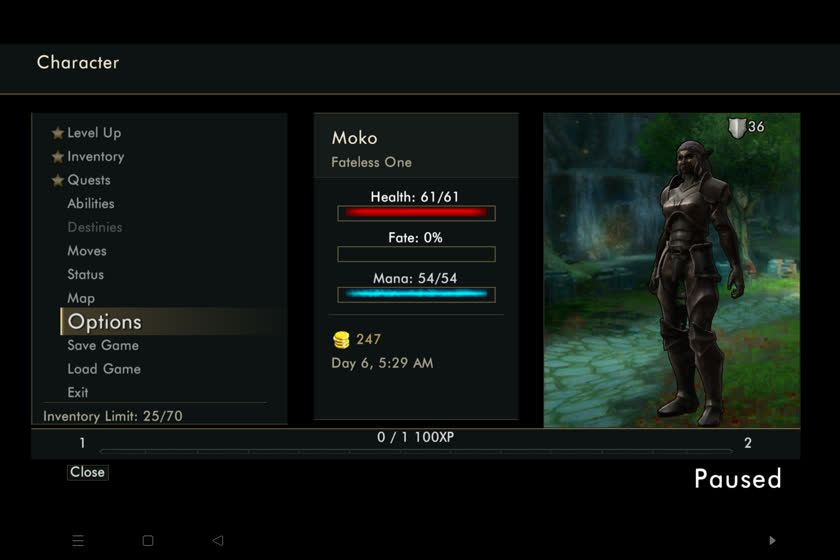 Character
Level Up
Inventory
Quests
Abilities
Destinies
Moves
Status
Map
Options
Save Game
Load Game
Exit
Inventory Limit: 25/70
Moko
Fateless One
Health: 61/61
Fate: 0%
Mana: 54/54
247
Day 6, 5:29 AM
36
1
0 / 1 100XP
2
Close
Paused